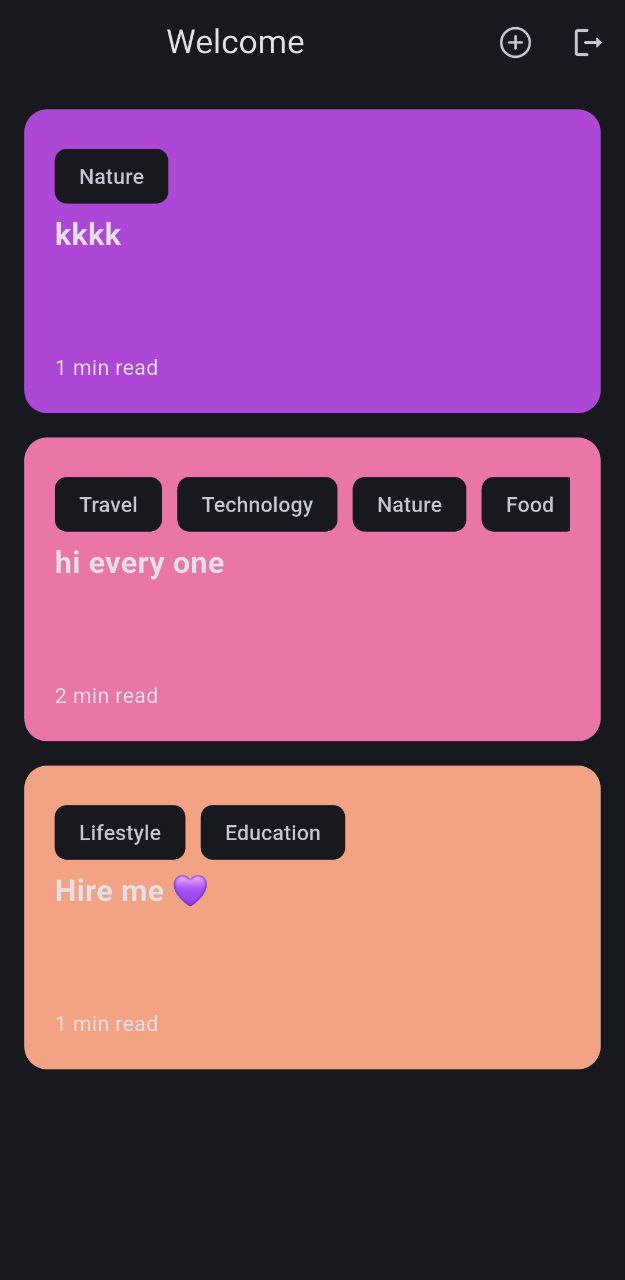 Welcome
Nature
kkkk
1 min read
Travel Technology Nature Food
hi every one
2 min read
Lifestyle Education
Hire me 💜
1 min read